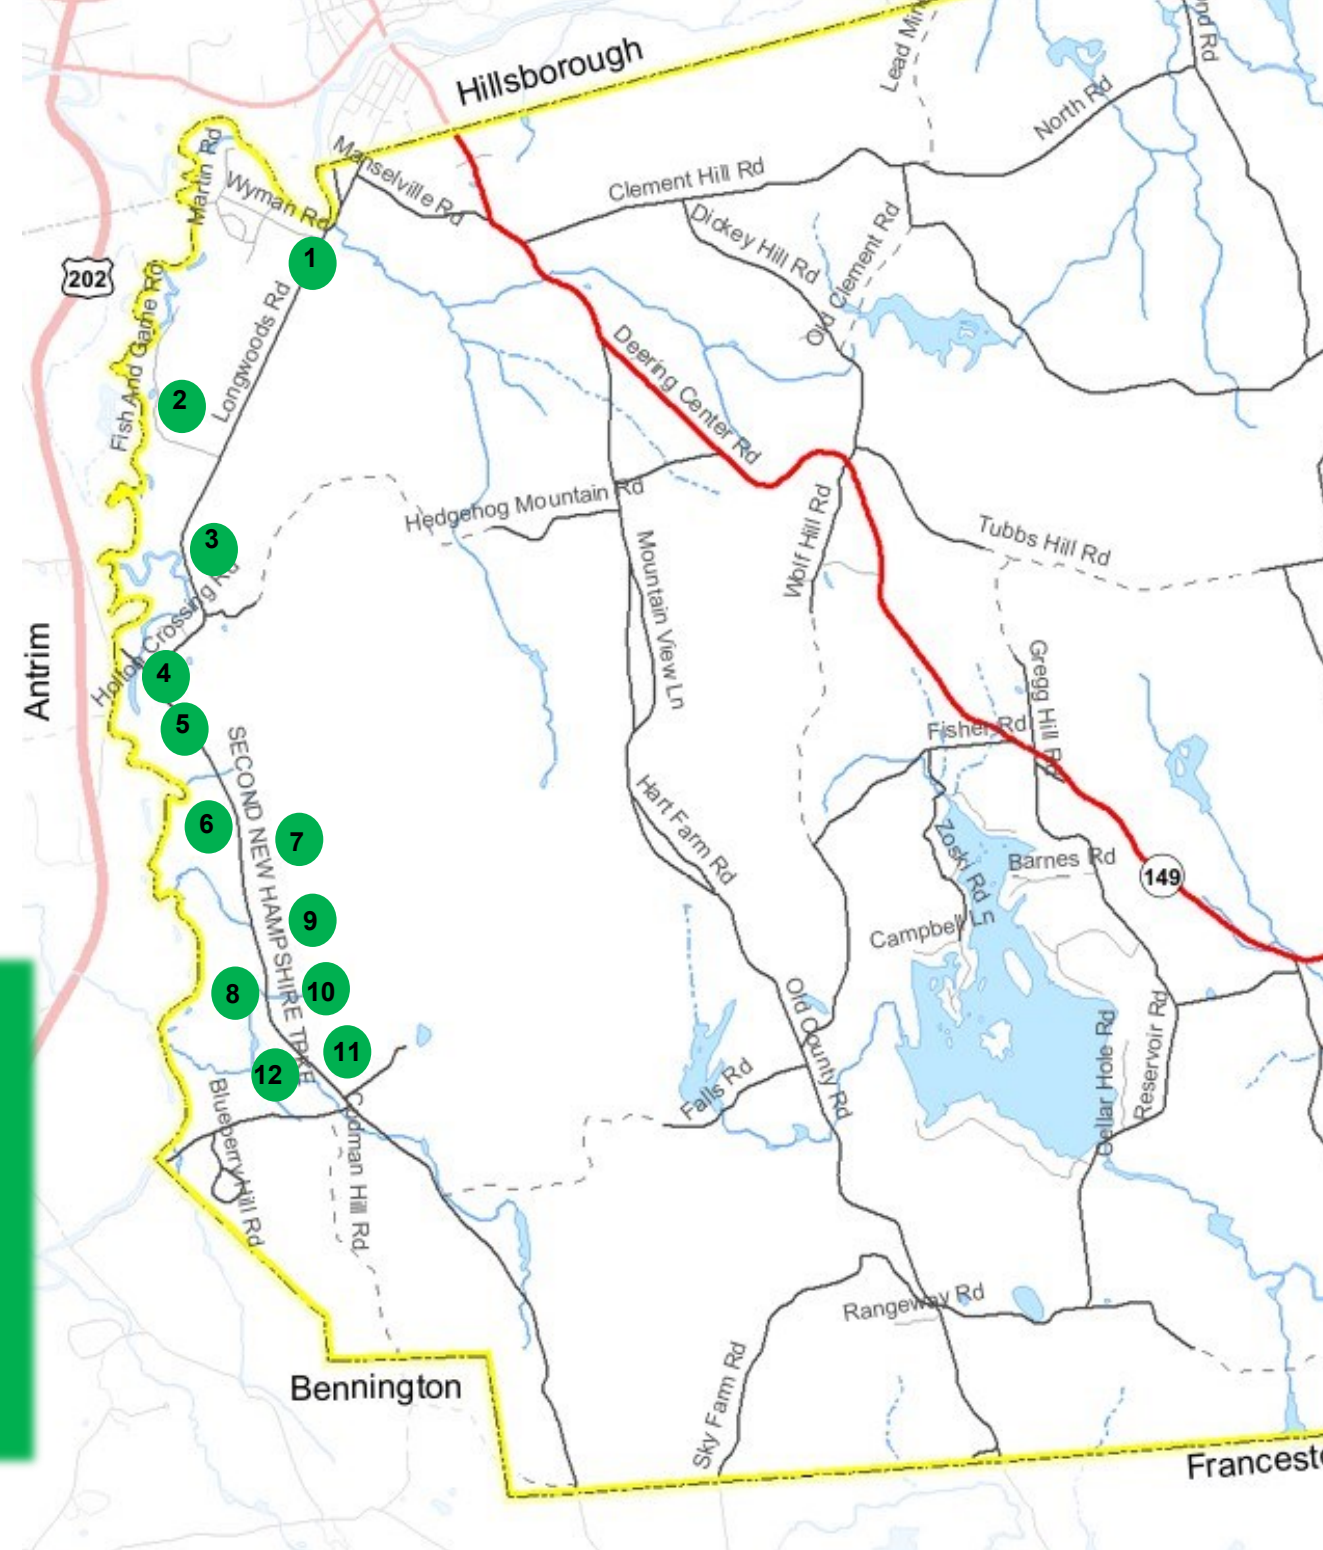 Hillsborough
Lead Min
ond Rd
North Rd
Martin Rd
Manselville Rd
Clement Hill Rd
Wyman Rd
Dickey Hill Rd
Old Clement Rd
1
202
Fish And Game Rd
Longwoods Rd
Deering Center Rd
2
Hedgehog Mountain Rd
Wolf Hill Rd
Tubbs Hill Rd
3
Mountain View Ln
Holton Crossing Rd
Antrim
4
Gregg Hill Rd
5
Fisher Rd
SECOND NEW HAMPSHIRE TPKE
Hart Farm Rd
6
7
Zoski Rd
Barnes Rd
149
9
Campbell Ln
8
10
Old County Rd
Cellar Hole Rd
Reservoir Rd
11
12
Falls Rd
Blueberry Hill Rd
Codman Hill Rd
Rangeway Rd
Sky Farm Rd
Bennington
Francesto